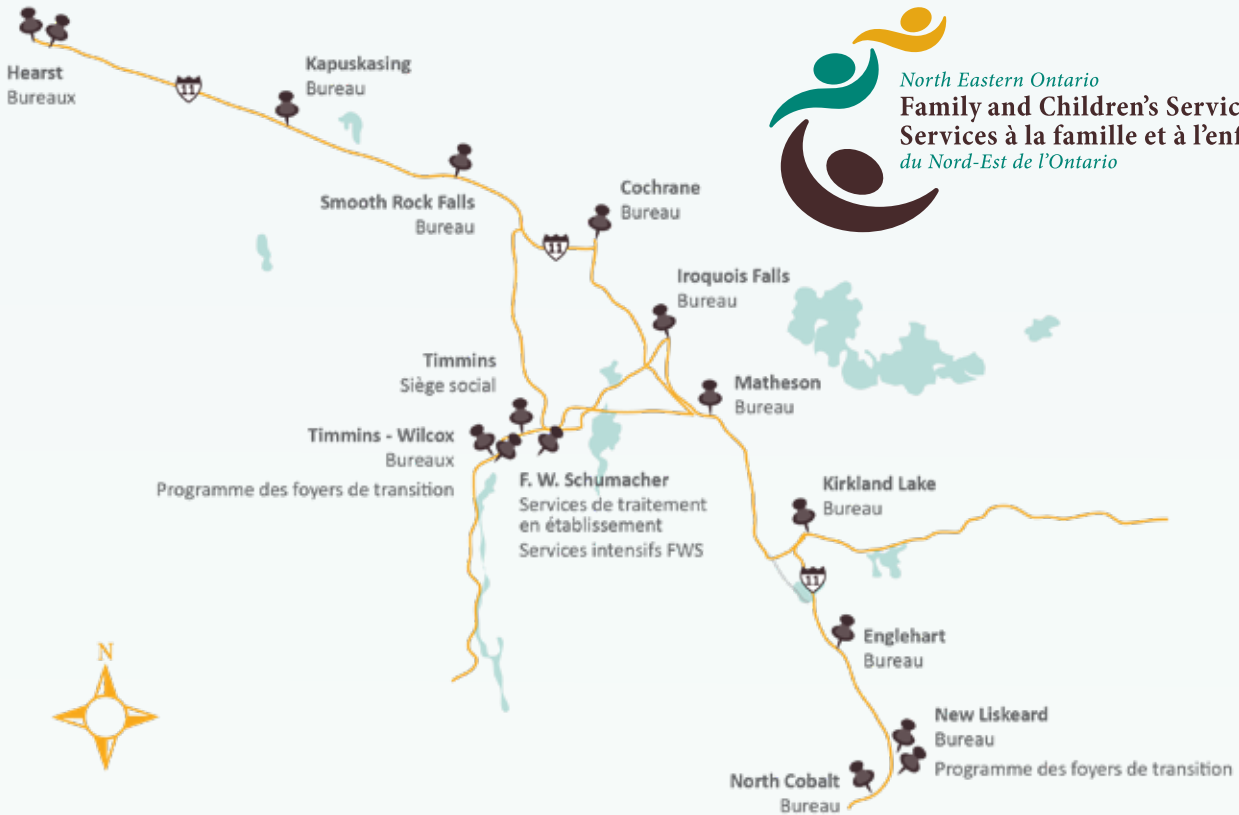 Hearst
Bureaux
11
Kapuskasing
Bureau
North Eastern Ontario
Family and Children's
Services à la famille et à
du Nord-Est de l'Ontario
Smooth Rock Falls
Bureau
Cochrane
Bureau
11
Iroquois Falls
Bureau
Timmins
Siège social
Matheson
Bureau
Timmins - Wilcox
Bureaux
Programme des foyers de transition
F. W. Schumacher
Services de traitement
en établissement
Services intensifs FWS
Kirkland Lake
Bureau
11
Englehart
Bureau
N
New Liskeard
Bureau
Programme des foyers de transition
North Cobalt
Bureau